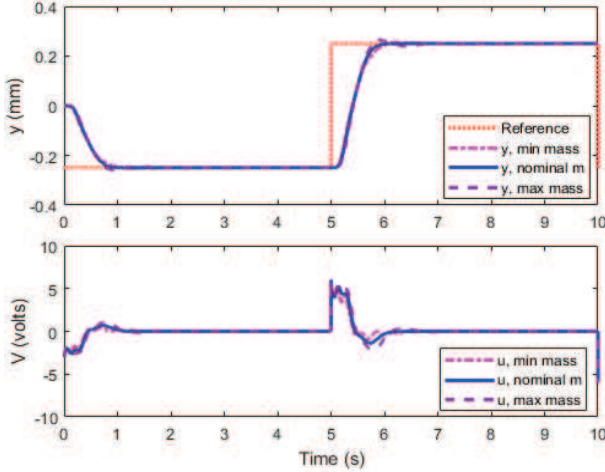 0.4
0.2
0
-0.2
-0.4
y (mm)
Reference
y, min mass
y, nominal m
y, max mass
0 1 2 3 4 5 6 7 8 9 10
10
5
0
-5
-10
V (volts)
u, min mass
u, nominal m
u, max mass
0 1 2 3 4 5 6 7 8 9 10
Time (s)